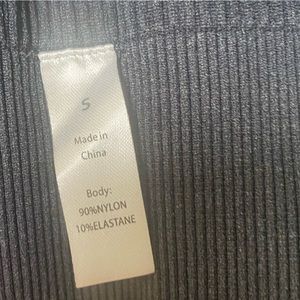 S
Made in
China
Body:
90%NYLON
10%ELASTANE